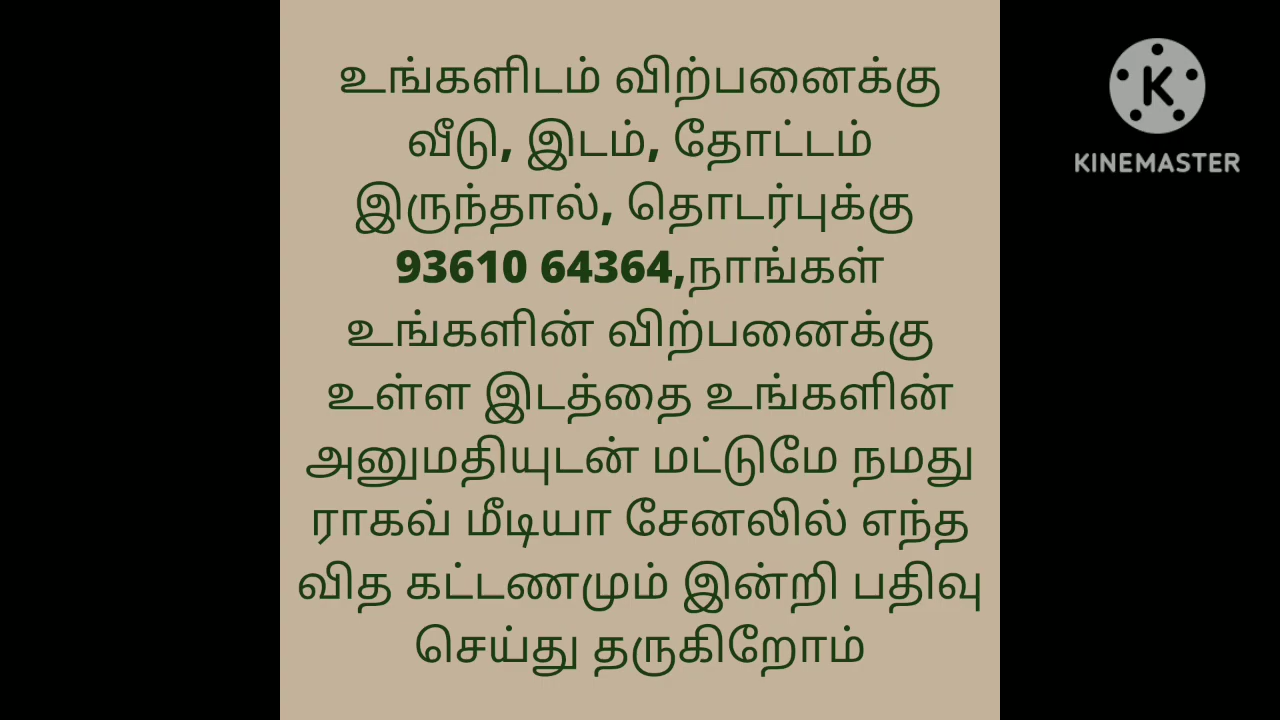 உங்களிடம் விற்பனைக்கு
வீடு, இடம், தோட்டம்
இருந்தால், தொடர்புக்கு
93610 64364,நாங்கள்
உங்களின் விற்பனைக்கு
உள்ள இடத்தை உங்களின்
அனுமதியுடன் மட்டுமே நமது
ராகவ் மீடியா சேனலில் எந்த
வித கட்டணமும் இன்றி பதிவு
செய்து தருகிறோம்
K
KINEMASTER